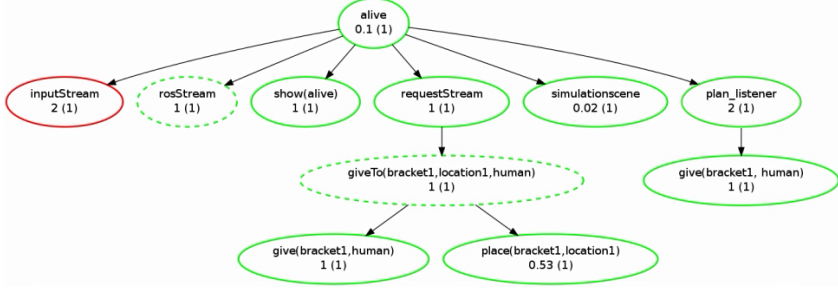 alive
0.1 (1)
inputStream
2 (1)
rosStream
1 (1)
show(alive)
1 (1)
requestStream
1 (1)
simulationscene
0.02 (1)
plan_listener
2 (1)
giveTo(bracket1,location1,human)
1 (1)
give(bracket1, human)
1 (1)
give(bracket1,human)
1 (1)
place(bracket1,location1)
0.53 (1)